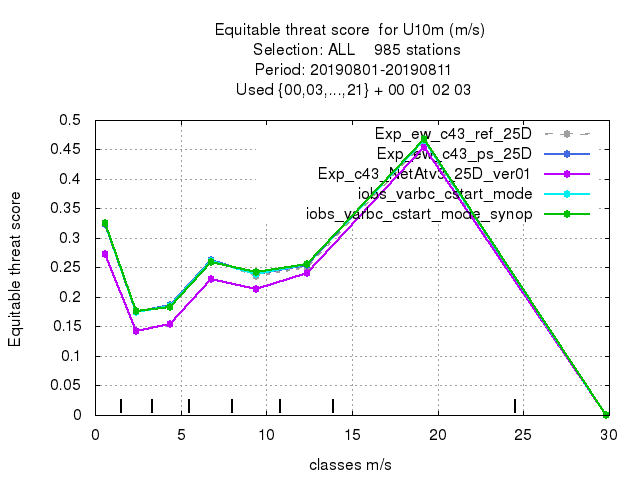 Equitable threat score  for U10m (m/s)
Selection: ALL    985 stations
Period: 20190801-20190811
Used {00,03,...,21} + 00 01 02 03
Exp_ew_c43_ref_25D
Exp_ew_c43_ps_25D
Exp_c43_NetAtv3_25D_ver01
iobs_varbc_cstart_mode
iobs_varbc_cstart_mode_synop
Equitable threat score
0.5
0.45
0.4
0.35
0.3
0.25
0.2
0.15
0.1
0.05
0
0 5 10 15 20 25 30
classes m/s